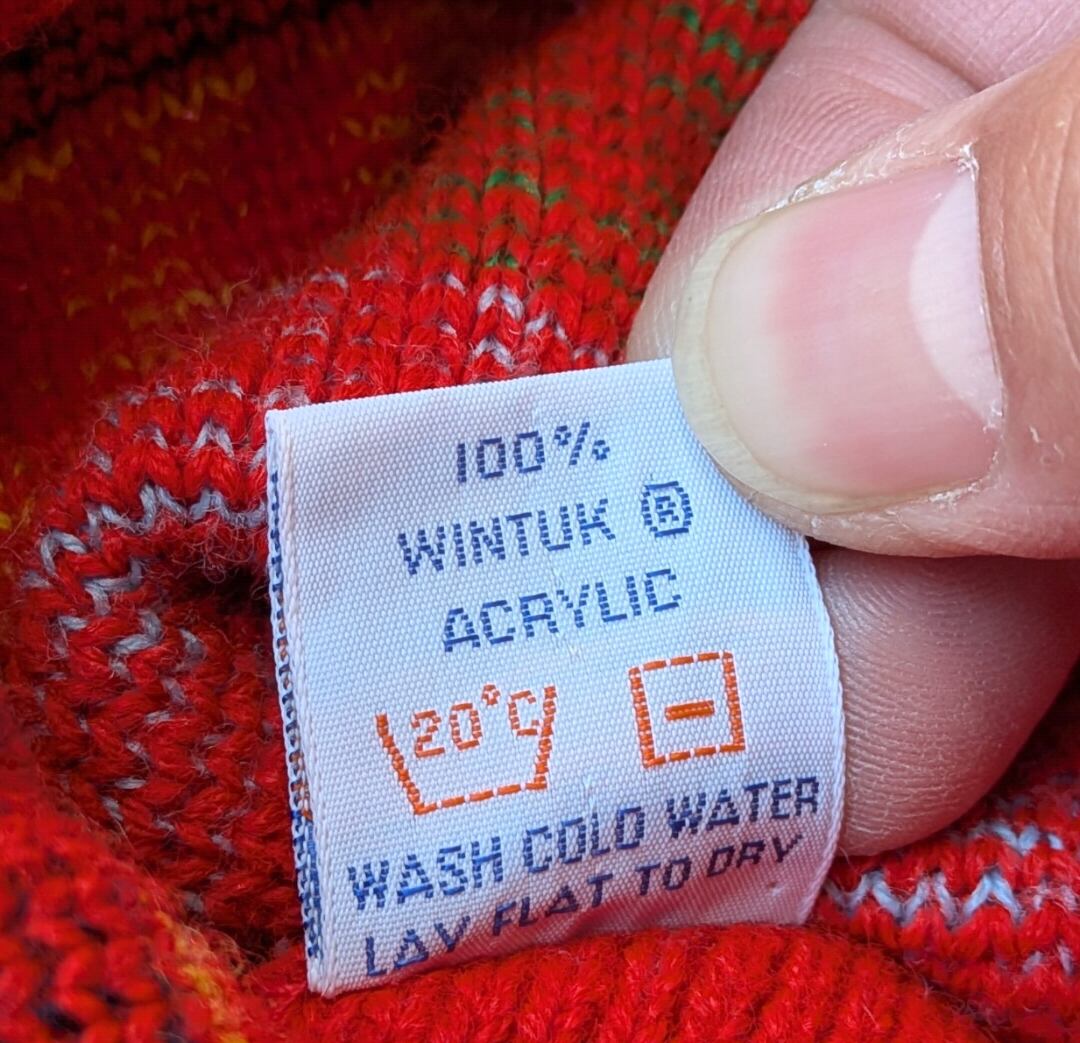 100%
WINTUK ®
ACRYLIC
20°C
WASH COLD WATER
LAY FLAT TO DRY